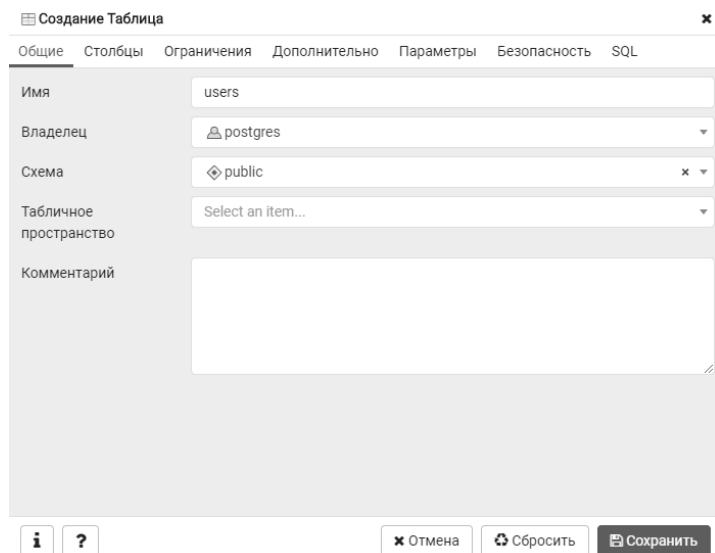 Создание Таблица
Общие Столбцы Ограничения Дополнительно Параметры Безопасность SQL
Имя users
Владелец postgres
Схема public
Табличное пространство Select an item...
Комментарий
i ? Отмена Сбросить Сохранить